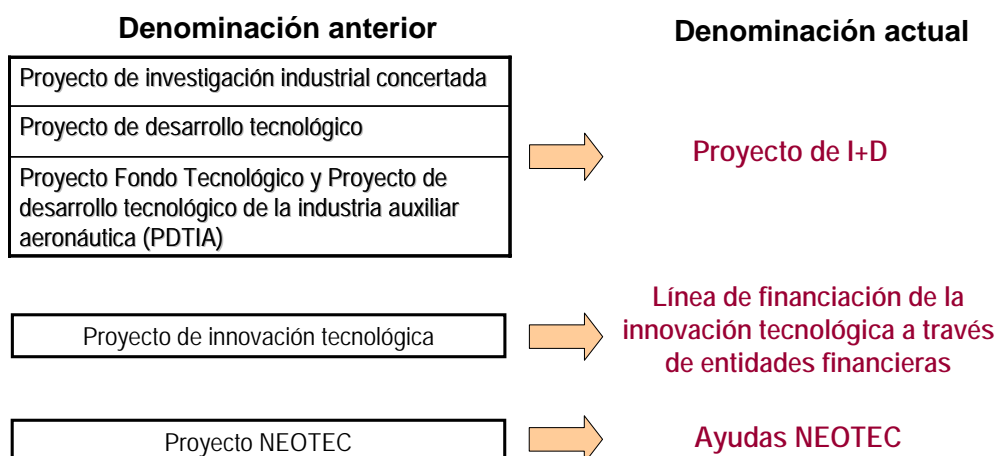 Denominación anterior
Denominación actual
Proyecto de investigación industrial concertada
Proyecto de desarrollo tecnológico
Proyecto Fondo Tecnológico y Proyecto de
desarrollo tecnológico de la industria auxiliar
aeronáutica (PDTIA)
Proyecto de I+D
Proyecto de innovación tecnológica
Línea de financiación de la
innovación tecnológica a través
de entidades financieras
Proyecto NEOTEC
Ayudas NEOTEC